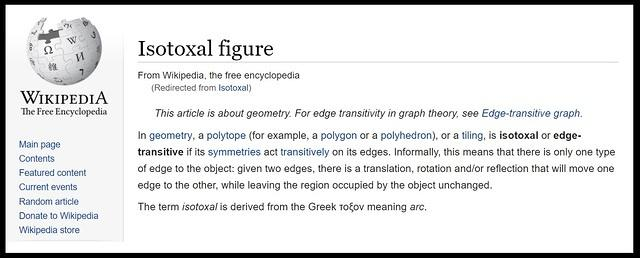 WIKIPEDIA
The Free Encyclopedia
Main page
Contents
Featured content
Current events
Random article
Donate to Wikipedia
Wikipedia store
Isotoxal figure
From Wikipedia, the free encyclopedia
(Redirected from Isotoxal)
This article is about geometry. For edge transitivity in graph theory, see Edge-transitive graph.
In geometry, a polytope (for example, a polygon or a polyhedron), or a tiling, is isotoxal or edge-
transitive if its symmetries act transitively on its edges. Informally, this means that there is only one type
of edge to the object: given two edges, there is a translation, rotation and/or reflection that will move one
edge to the other, while leaving the region occupied by the object unchanged.
The term isotoxal is derived from the Greek τοξον meaning arc.